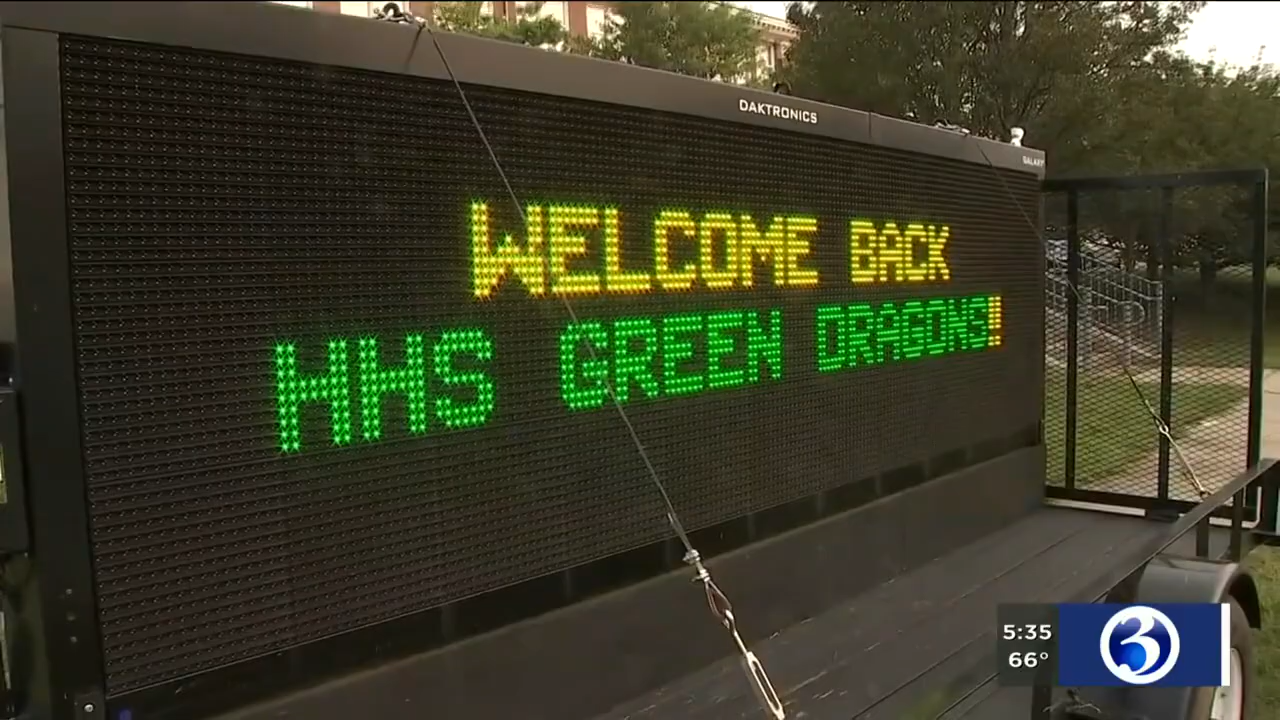 DAKTRONICS
GALAXY
WELCOME BACK
HHS GREEN DRAGONS!!
5:35
66°
3